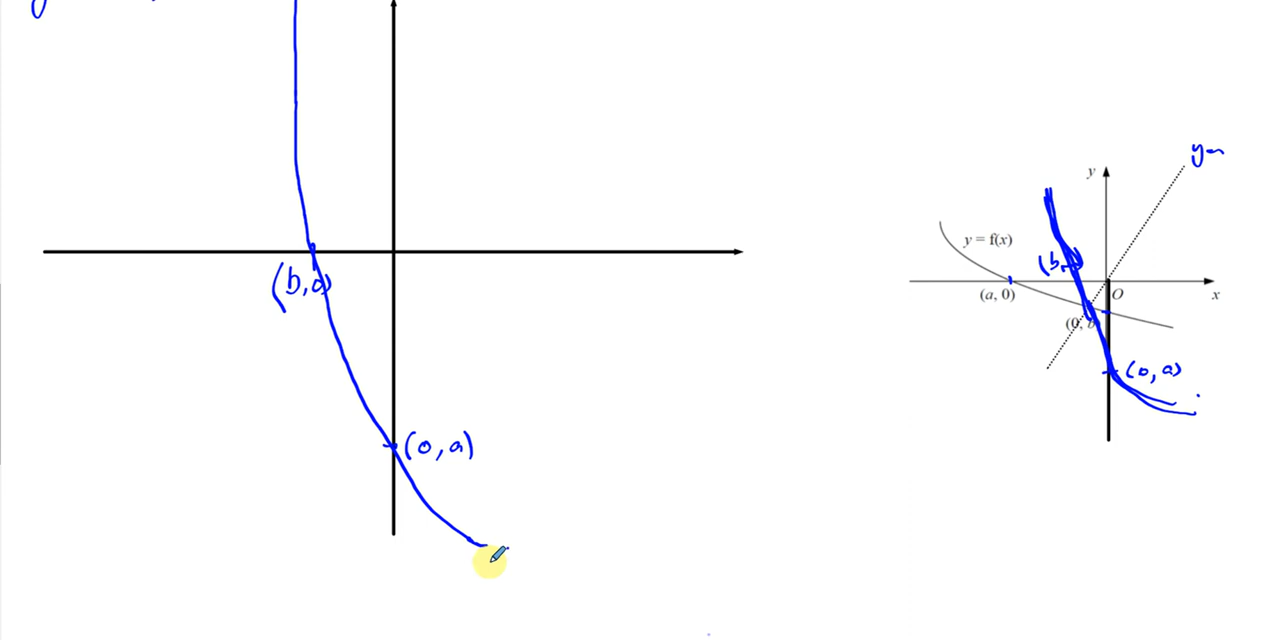 y
(b,0)
(0,a)
y=
y
y = f(x)
(b,
(a, 0)
O
x
(0,
(0,a)